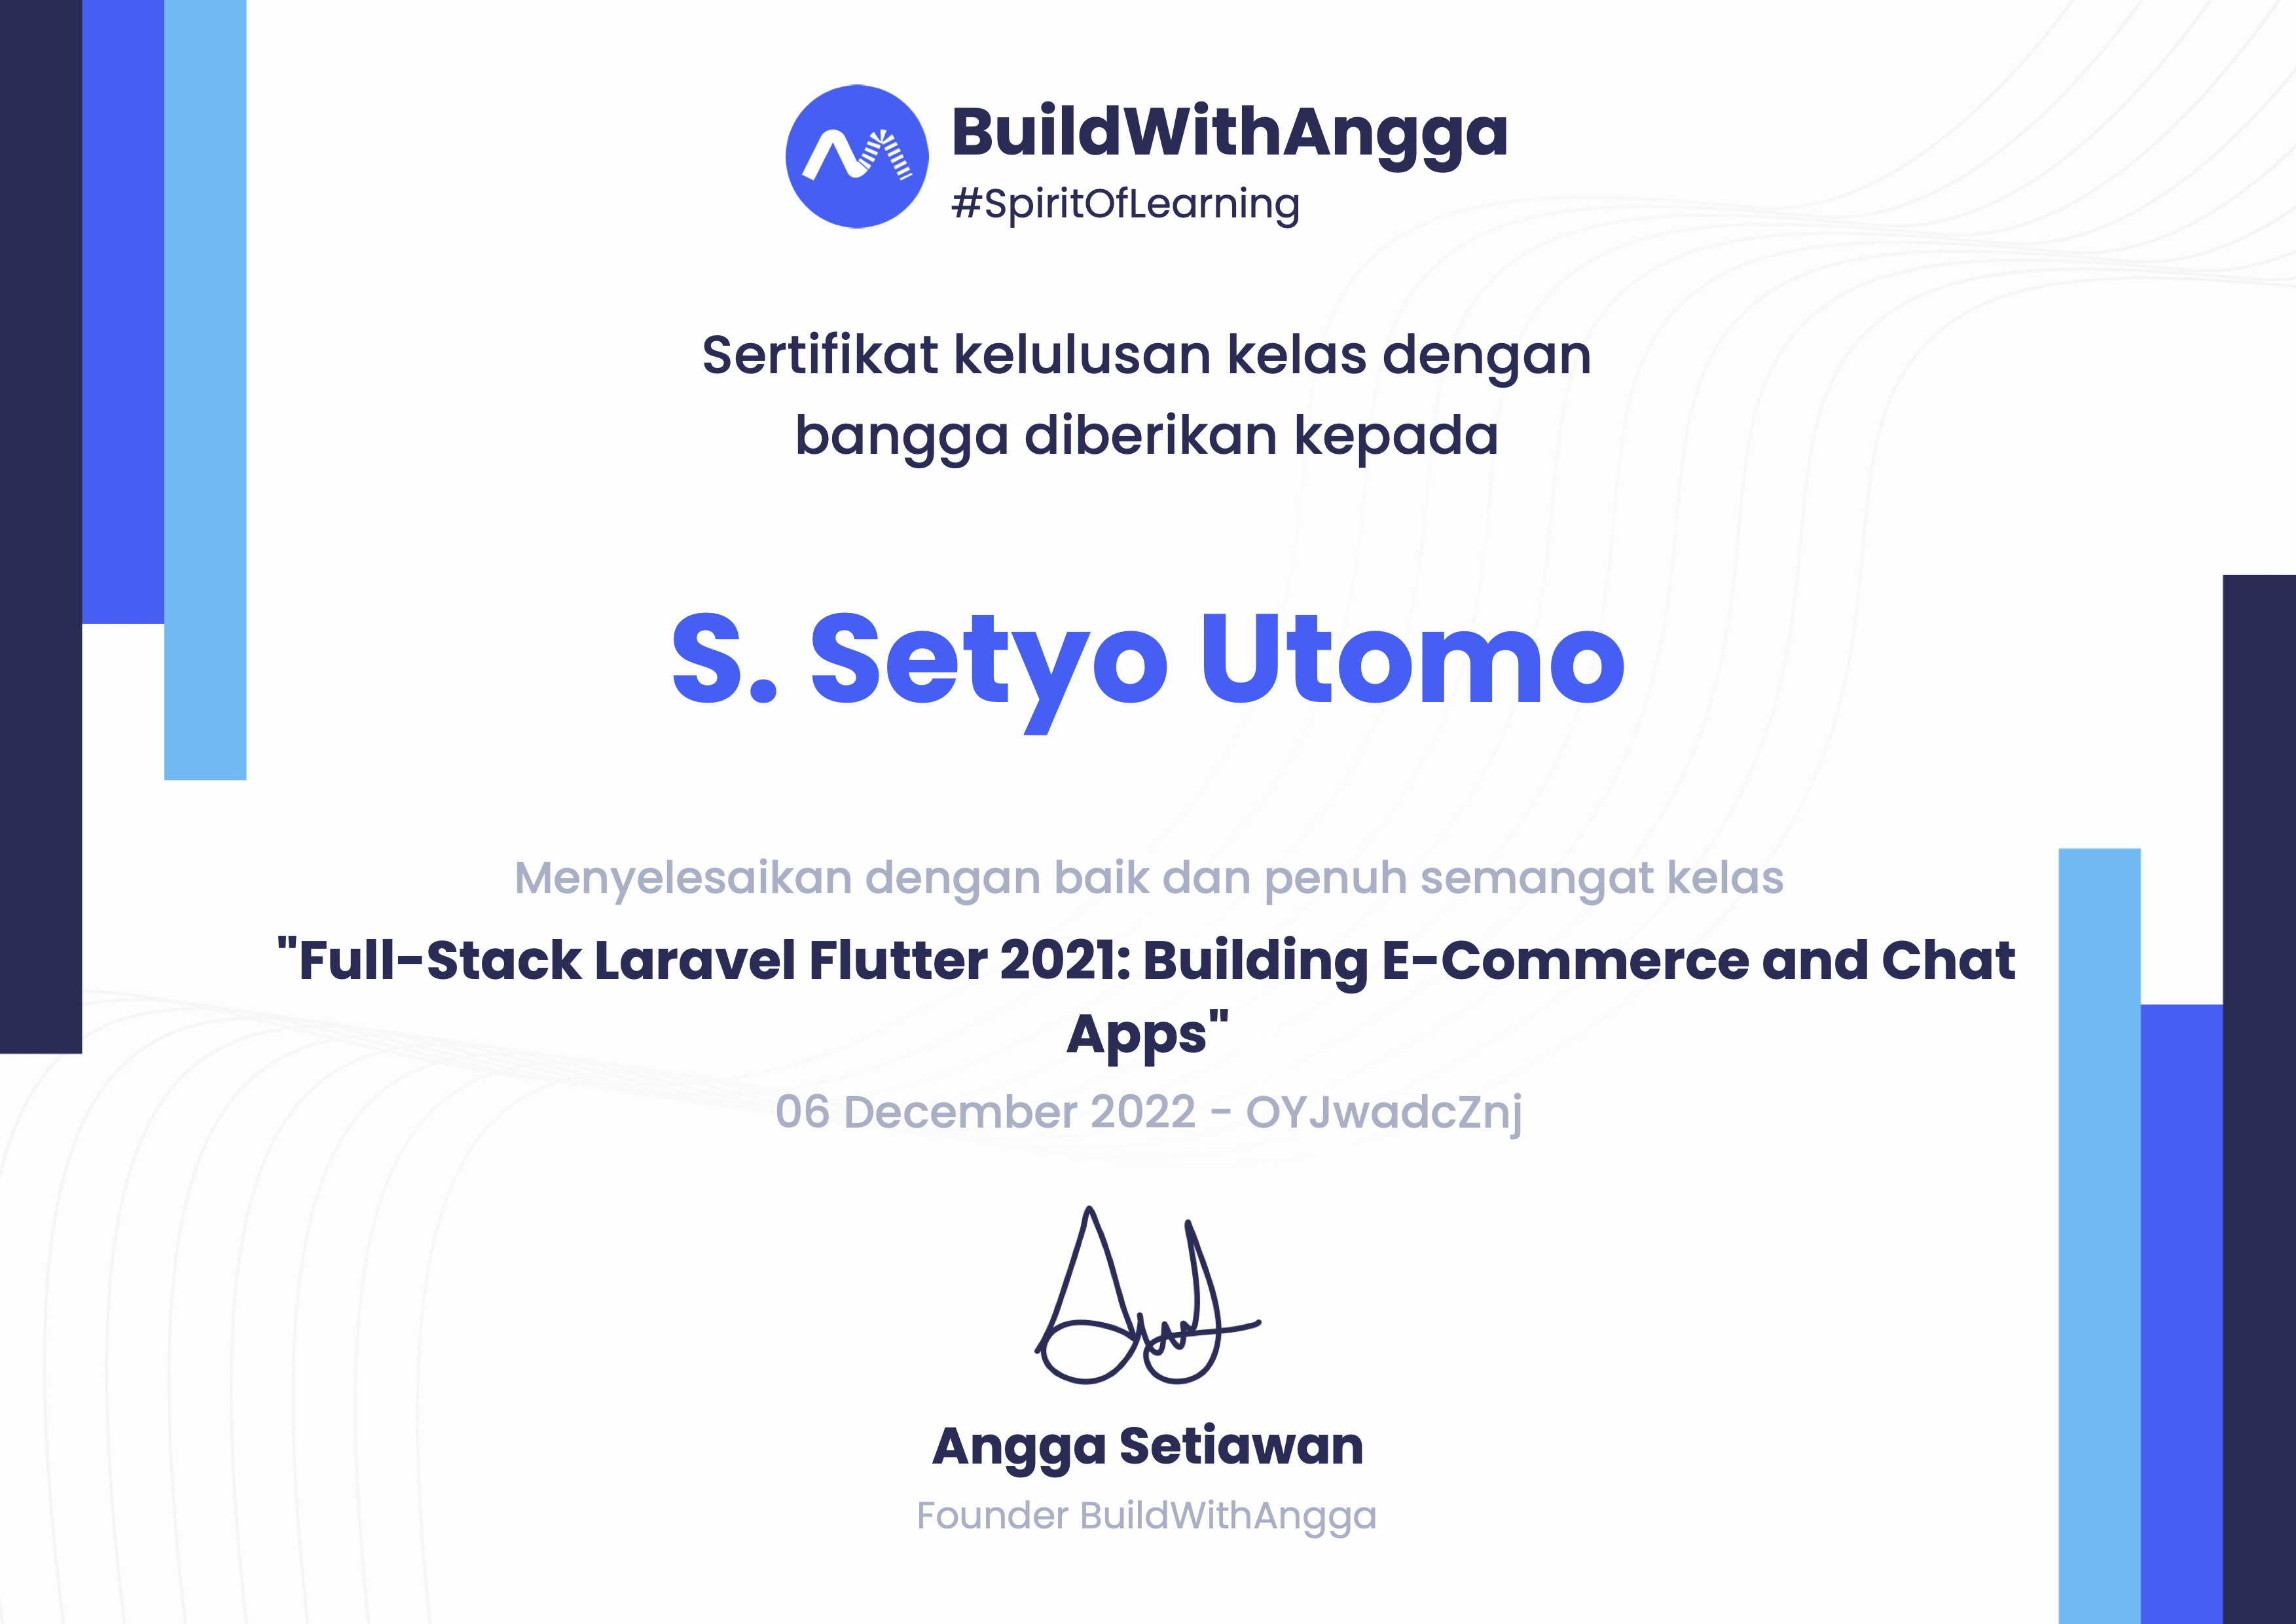 BuildWithAngga
#SpiritOfLearning
Sertifikat kelulusan kelas dengan
bangga diberikan kepada
S. Setyo Utomo
Menyelesaikan dengan baik dan penuh semangat kelas
"Full-Stack Laravel Flutter 2021: Building E-Commerce and Chat
Apps"
06 December 2022 - OYJwadcZnj
Angga Setiawan
Founder BuildWithAngga